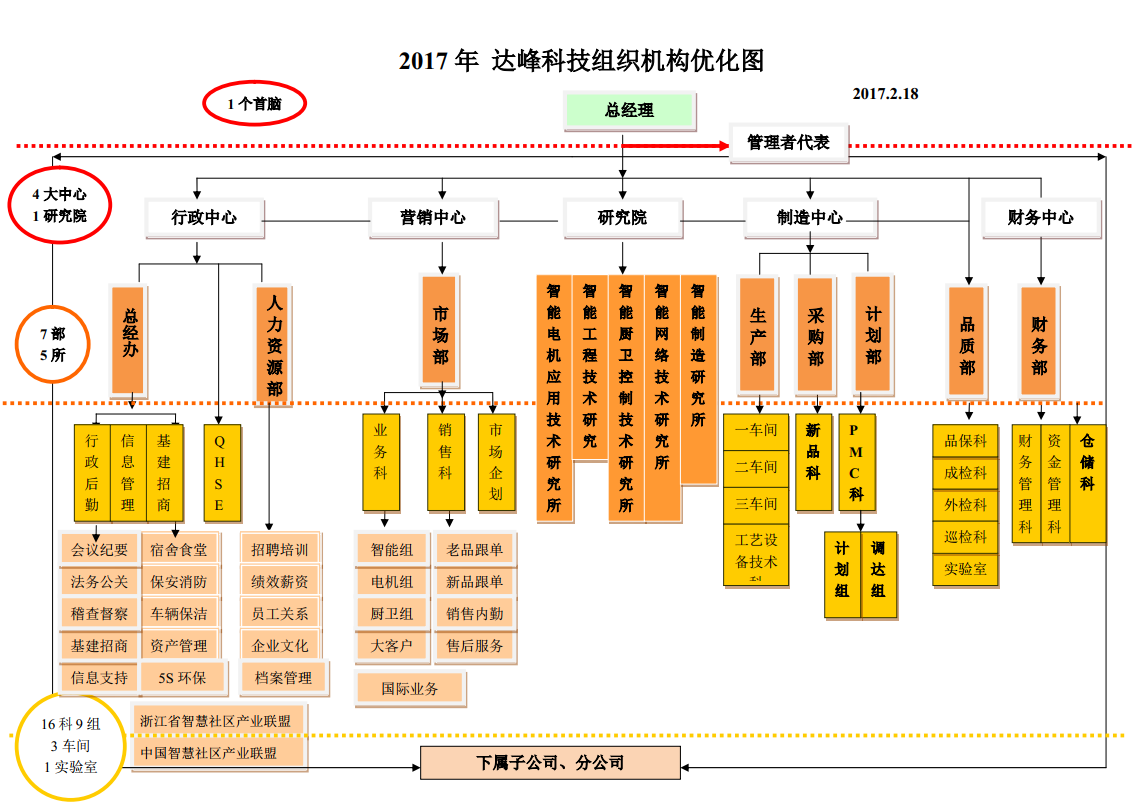 2017 年 达峰科技组织机构优化图
2017.2.18
1 个首脑
总经理
管理者代表
4 大中心
1 研究院
行政中心
营销中心
研究院
制造中心
财务中心
7 部
5 所
总经办
人力资源部
市场部
智能电机应用技术研究所
智能工程技术研究
智能厨卫控制技术研究所
智能网络技术研究所
智能制造研究所
生产部
采购部
计划部
品质部
财务部
行政后勤
信息管理
基建招商
QHSE
业务科
销售科
市场企划
一车间
二车间
三车间
工艺设
备技术
新品科
PMC科
计划组
调达组
品保科
成检科
外检科
巡检科
实验室
财务管理科
资金管理科
仓储科
会议纪要
法务公关
稽查督察
基建招商
信息支持
宿舍食堂
保安消防
车辆保洁
资产管理
5S 环保
招聘培训
绩效薪资
员工关系
企业文化
档案管理
智能组
电机组
厨卫组
大客户
老品跟单
新品跟单
销售内勤
售后服务
国际业务
16 科 9 组
3 车间
1 实验室
浙江省智慧社区产业联盟
中国智慧社区产业联盟
下属子公司、分公司